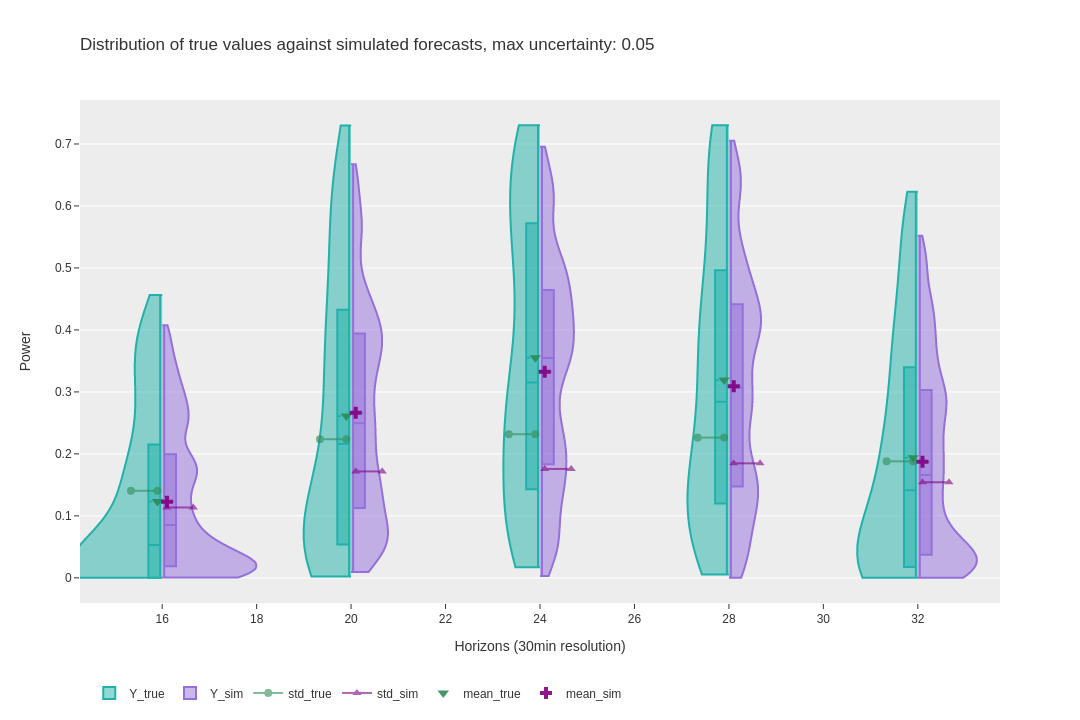 Distribution of true values against simulated forecasts, max uncertainty: 0.05
0.7
0.6
0.5
0.4
0.3
0.2
0.1
0
Power
16 18 20 22 24 26 28 30 32
Horizons (30min resolution)
Y_true Y_sim std_true std_sim mean_true mean_sim